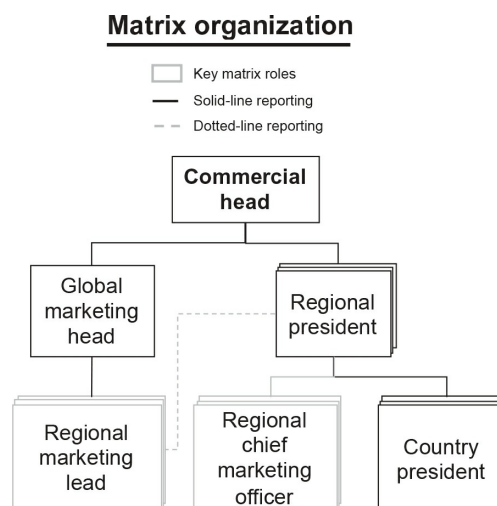 Matrix organization
Key matrix roles
Solid-line reporting
Dotted-line reporting
Commercial
head
Global
marketing
head
Regional
president
Regional
marketing
lead
Regional
chief
marketing
officer
Country
president